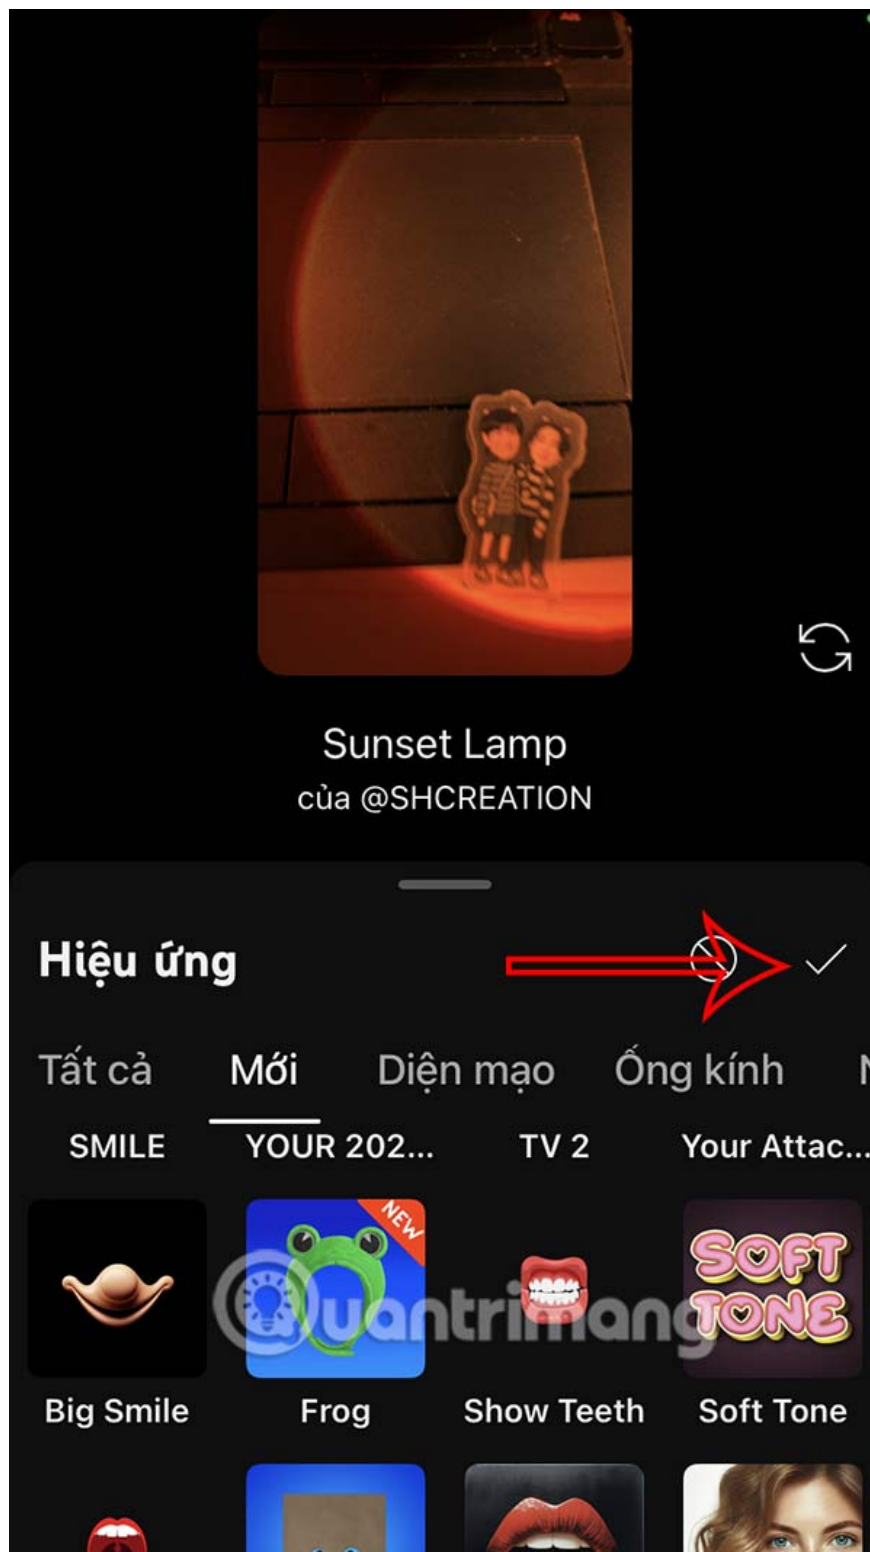 Sunset Lamp
của @SHCREATION
Hiệu ứng
Tất cả Mới Diện mạo Ống kính
SMILE YOUR 202... TV 2 Your Attac...
NEW
SOFT
TONE
Quantrimang
Big Smile Frog Show Teeth Soft Tone